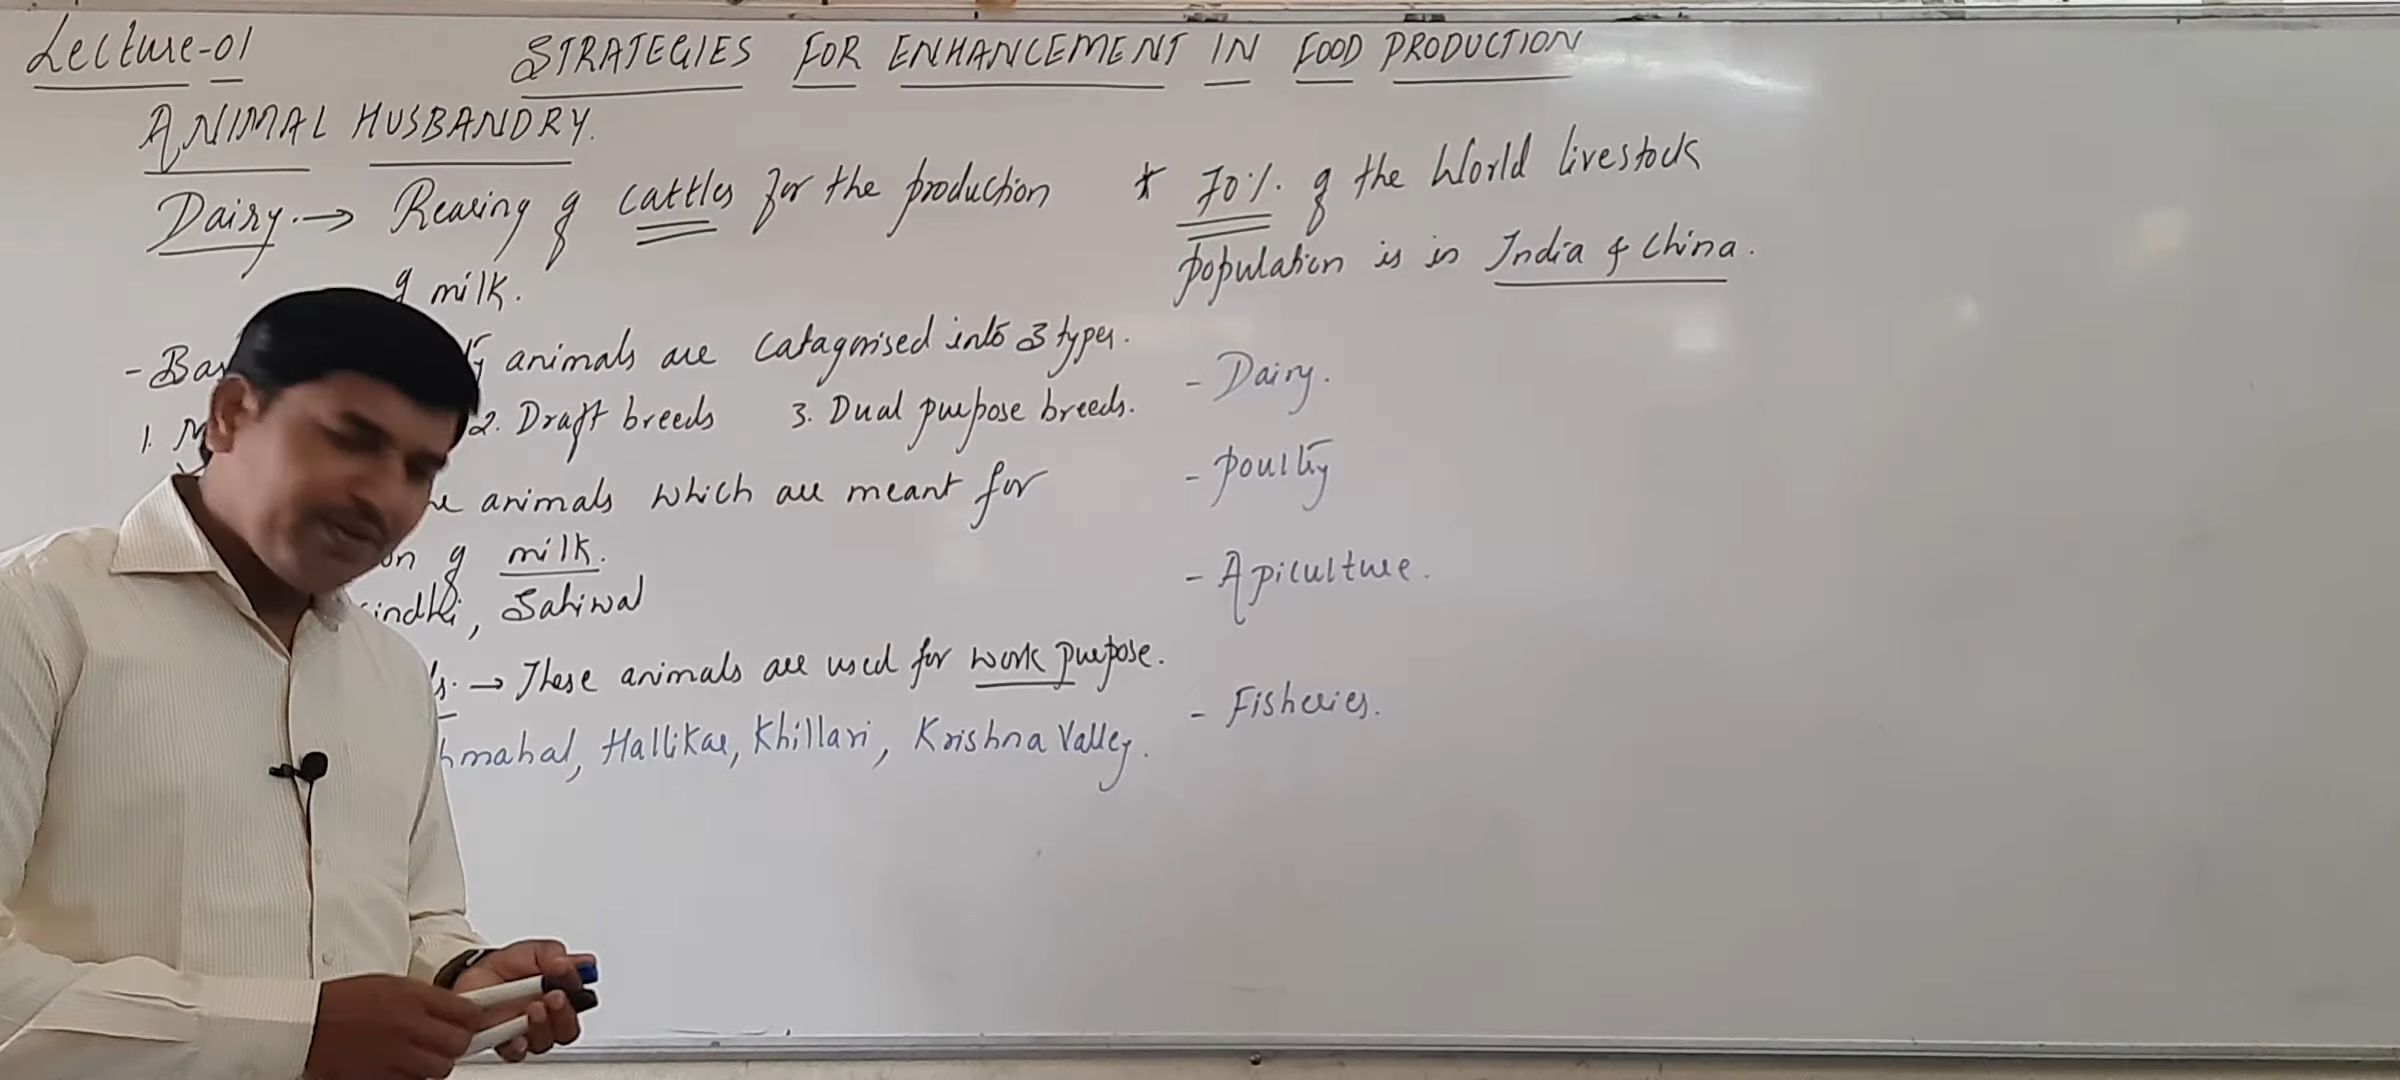 Lecture-01
STRATEGIES FOR ENHANCEMENT IN FOOD PRODUCTION
ANIMAL HUSBANDRY.
Dairy. → Rearing of cattles for the production
of milk.
- animals are catagorised into 3 types.
1. 2. Draft breeds 3. Dual purpose breeds.
animals which are meant for
of milk.
Sahiwal
→ These animals are used for work purpose.
Hallikar, Khillari, Krishna Valley.
* 70% of the World livestock
population is in India & China.
- Dairy.
- poultry
- Apiculture.
- Fisheries.